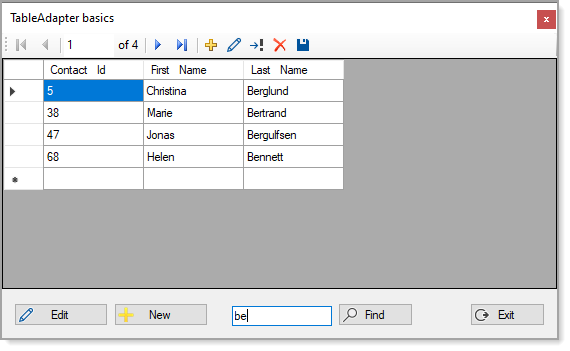 TableAdapter basics x
1 of 4
Contact Id First Name Last Name
5 Christina Berglund
38 Marie Bertrand
47 Jonas Bergulfsen
68 Helen Bennett
Edit New be Find Exit